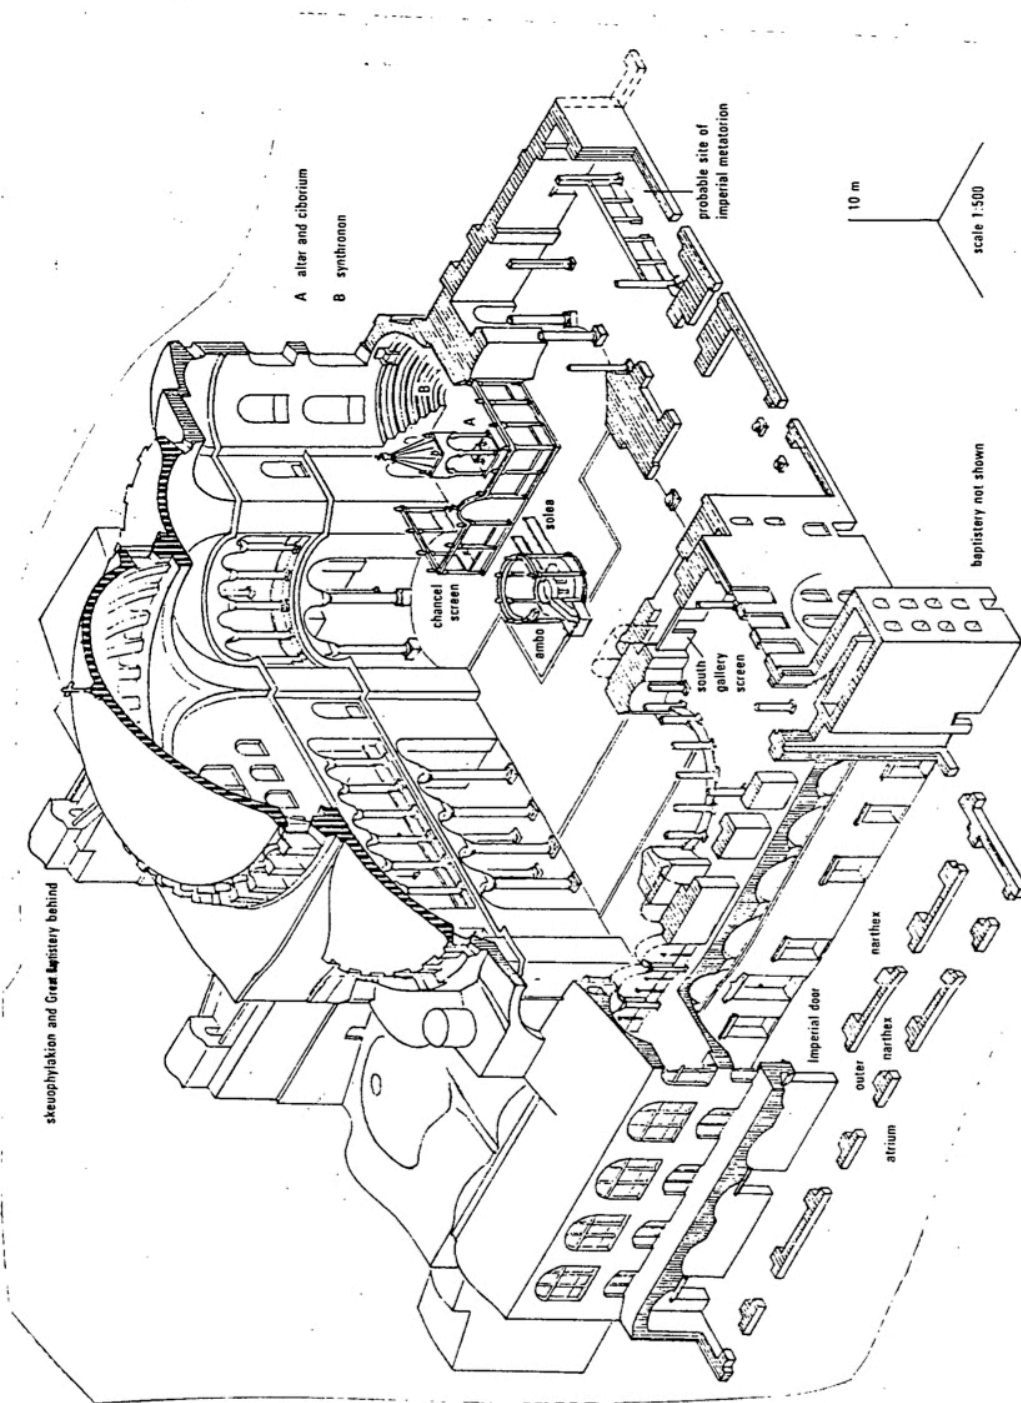 skeuophylakion and Great Baptistery behind
A altar and ciborium
B synthronon
B
A
chancel
screen
solea
ambo
south
gallery
screen
probable site of
imperial metatorion
10 m
scale 1:500
baptistery not shown
narthex
Imperial door
outer
narthex
atrium